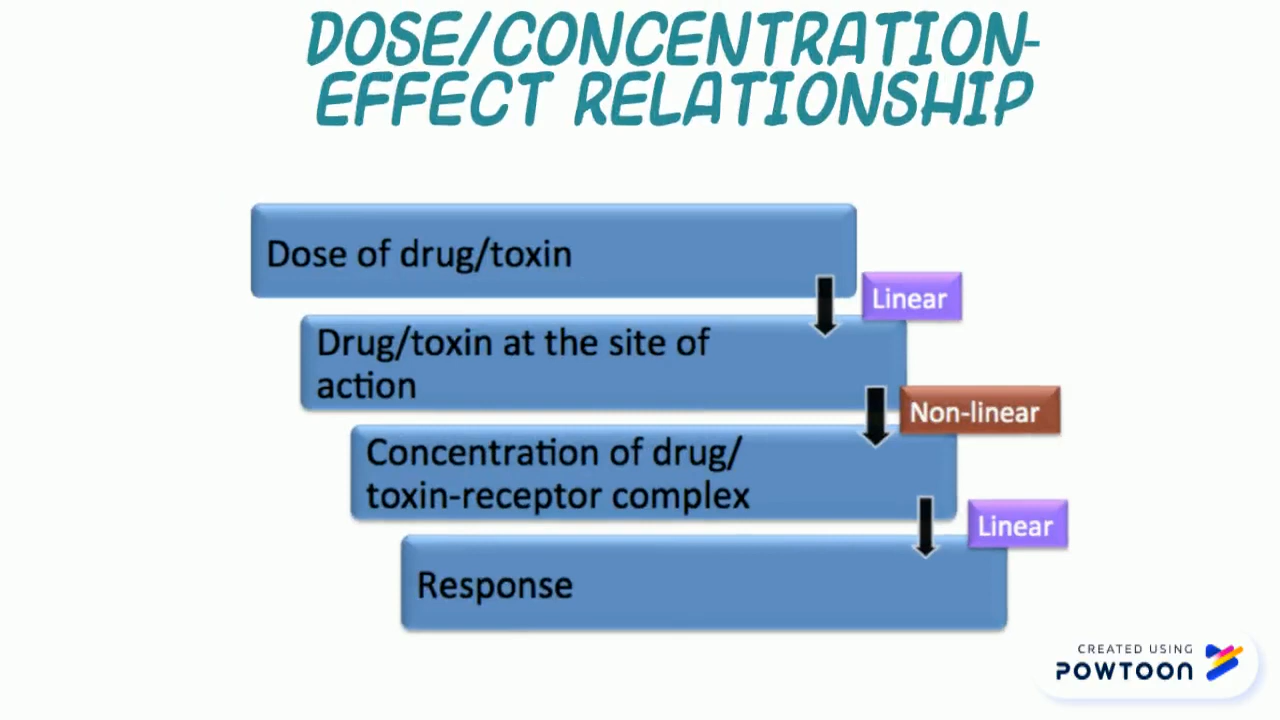 DOSE/CONCENTRATION-
EFFECT RELATIONSHIP
Dose of drug/toxin
Linear
Drug/toxin at the site of
action
Non-linear
Concentration of drug/
toxin-receptor complex
Linear
Response
CREATED USING
POWTOON